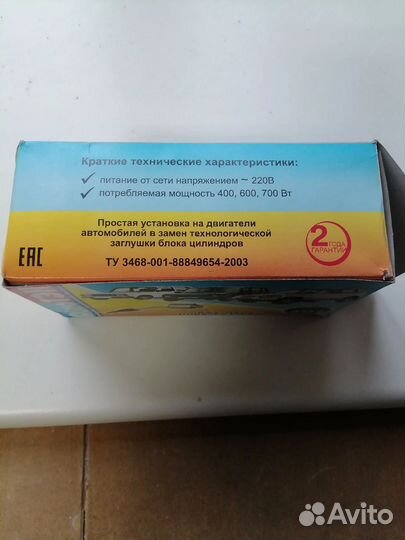 Краткие технические характеристики:
питание от сети напряжением ~ 220В
потребляемая мощность 400, 600, 700 Вт
Простая установка на двигатели
автомобилей в замен технологической
заглушки блока цилиндров
ТУ 3468-001-88849654-2003
EAC
2 ГОДА
ГАРАНТИИ
Avito